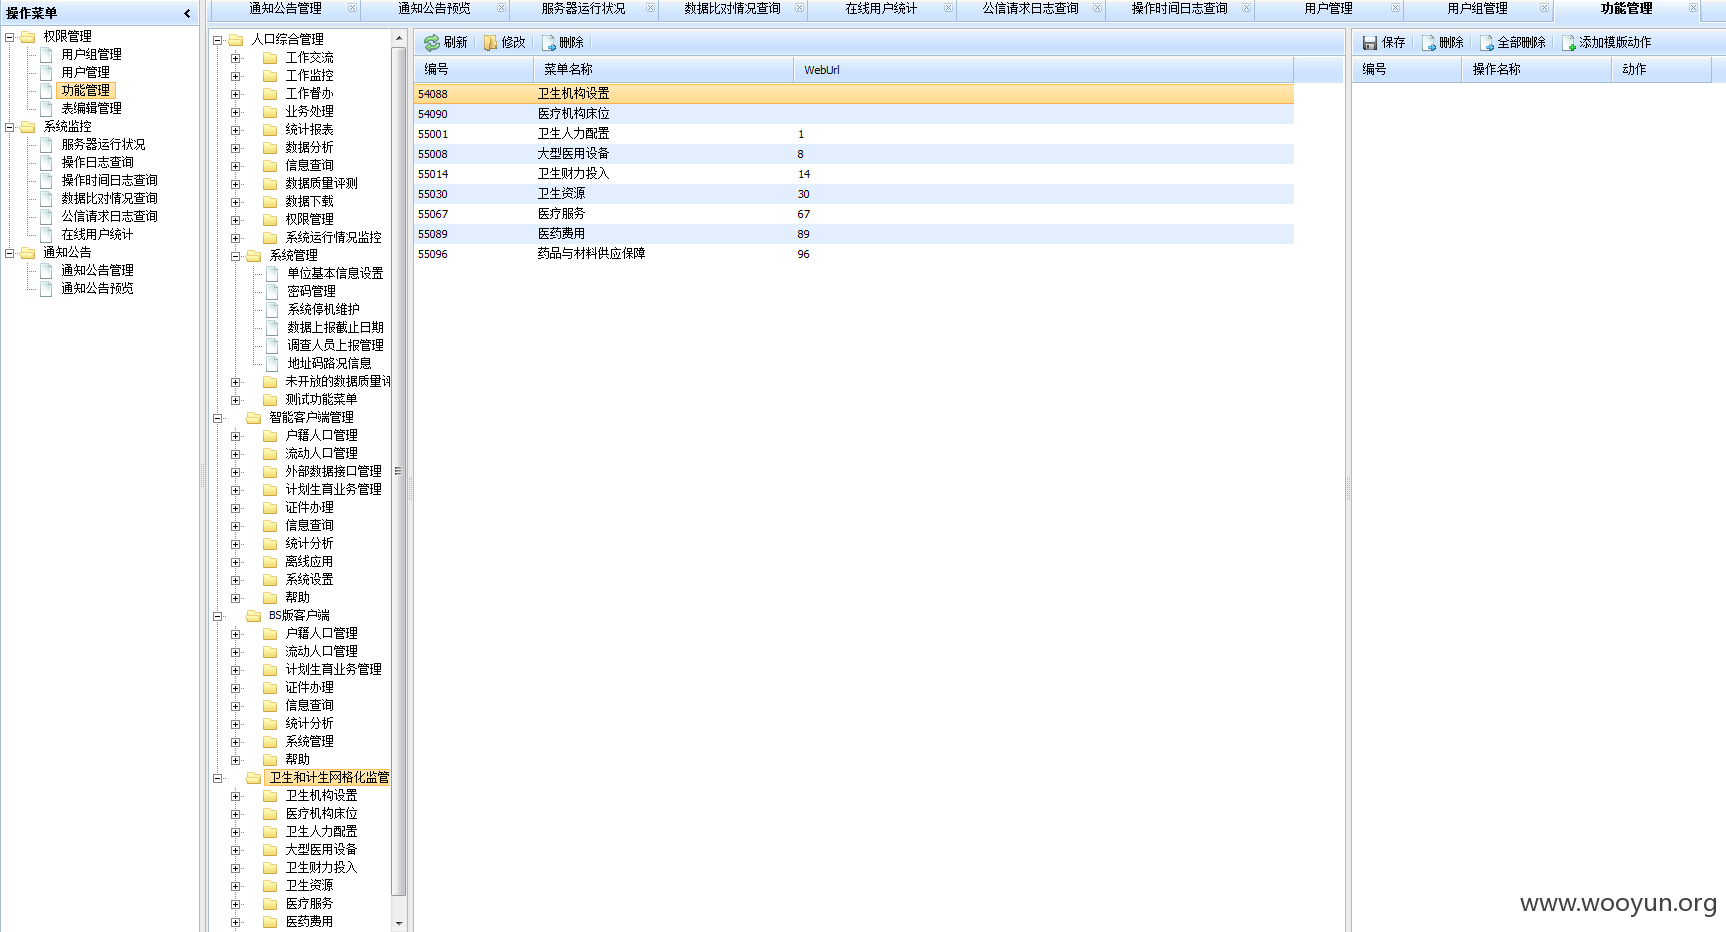 操作菜单
权限管理
用户组管理
用户管理
功能管理
表编辑管理
系统监控
服务器运行状况
操作日志查询
操作时间日志查询
数据比对情况查询
公信请求日志查询
在线用户统计
通知公告
通知公告管理
通知公告预览
通知公告管理 通知公告预览 服务器运行状况 数据比对情况查询 在线用户统计 公信请求日志查询 操作时间日志查询 用户管理 用户组管理 功能管理
人口综合管理
工作交流
工作监控
工作督办
业务处理
统计报表
数据分析
信息查询
数据质量评测
数据下载
权限管理
系统运行情况监控
系统管理
单位基本信息设置
密码管理
系统停机维护
数据上报截止日期
调查人员上报管理
地址码路况信息
未开放的数据质量评
测试功能菜单
智能客户端管理
户籍人口管理
流动人口管理
外部数据接口管理
计划生育业务管理
证件办理
信息查询
统计分析
离线应用
系统设置
帮助
BS版客户端
户籍人口管理
流动人口管理
计划生育业务管理
证件办理
信息查询
统计分析
系统管理
帮助
卫生和计生网格化监管
卫生机构设置
医疗机构床位
卫生人力配置
大型医用设备
卫生财力投入
卫生资源
医疗服务
医药费用
刷新 修改 删除
编号 菜单名称 WebUrl
54088 卫生机构设置
54090 医疗机构床位
55001 卫生人力配置 1
55008 大型医用设备 8
55014 卫生财力投入 14
55030 卫生资源 30
55067 医疗服务 67
55089 医药费用 89
55096 药品与材料供应保障 96
保存 删除 全部删除 添加模版动作
编号 操作名称 动作
www.wooyun.org